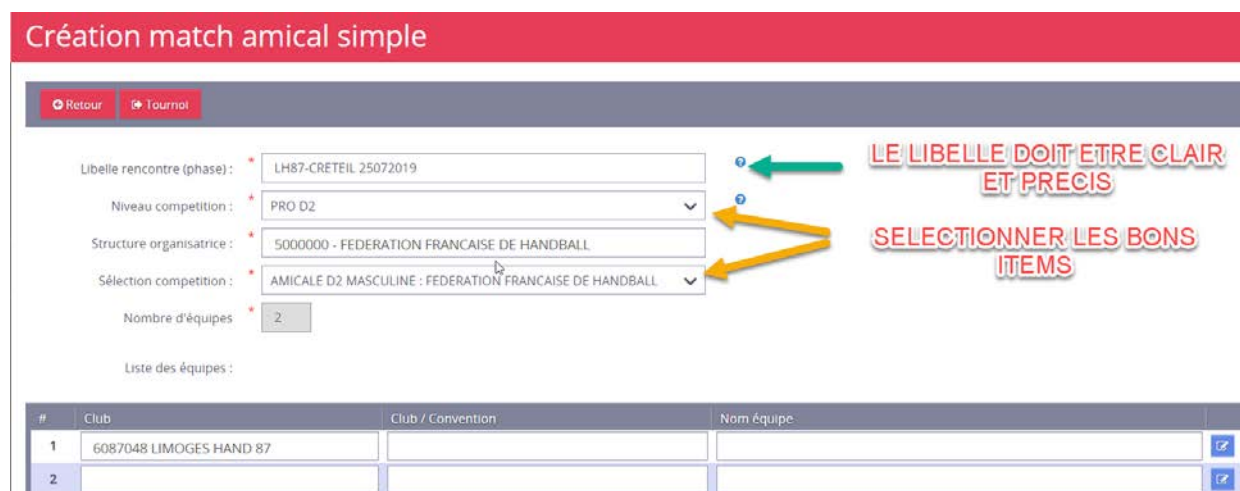 Création match amical simple
Retour Tournoi
Libelle rencontre (phase) : * LH87-CRETEIL 25072019
LE LIBELLE DOIT ETRE CLAIR
ET PRECIS
Niveau competition : * PRO D2
Structure organisatrice : * 5000000 - FEDERATION FRANCAISE DE HANDBALL
SELECTIONNER LES BONS
ITEMS
Sélection competition : * AMICALE D2 MASCULINE : FEDERATION FRANCAISE DE HANDBALL
Nombre d'équipes * 2
Liste des équipes :
# Club Club / Convention Nom équipe
1 6087048 LIMOGES HAND 87
2